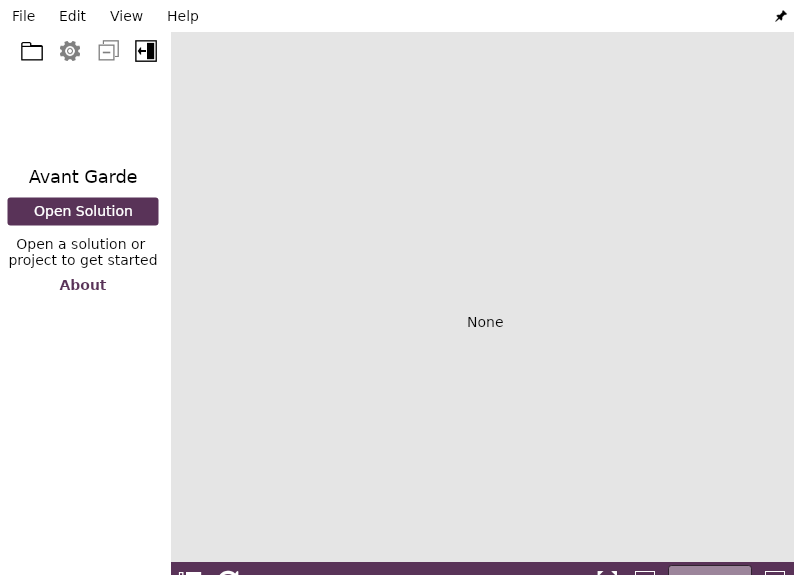 File Edit View Help
Avant Garde
Open Solution
Open a solution or
project to get started
About
None